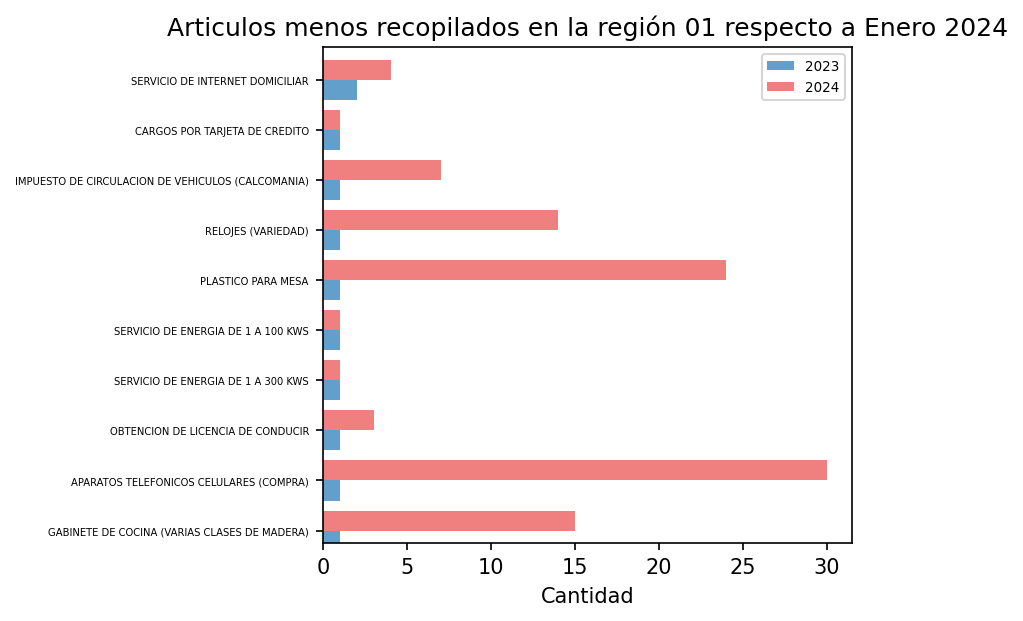 Articulos menos recopilados en la región 01 respecto a Enero 2024
2023
2024
SERVICIO DE INTERNET DOMICILIAR
CARGOS POR TARJETA DE CREDITO
IMPUESTO DE CIRCULACION DE VEHICULOS (CALCOMANIA)
RELOJES (VARIEDAD)
PLASTICO PARA MESA
SERVICIO DE ENERGIA DE 1 A 100 KWS
SERVICIO DE ENERGIA DE 1 A 300 KWS
OBTENCION DE LICENCIA DE CONDUCIR
APARATOS TELEFONICOS CELULARES (COMPRA)
GABINETE DE COCINA (VARIAS CLASES DE MADERA)
0 5 10 15 20 25 30
Cantidad